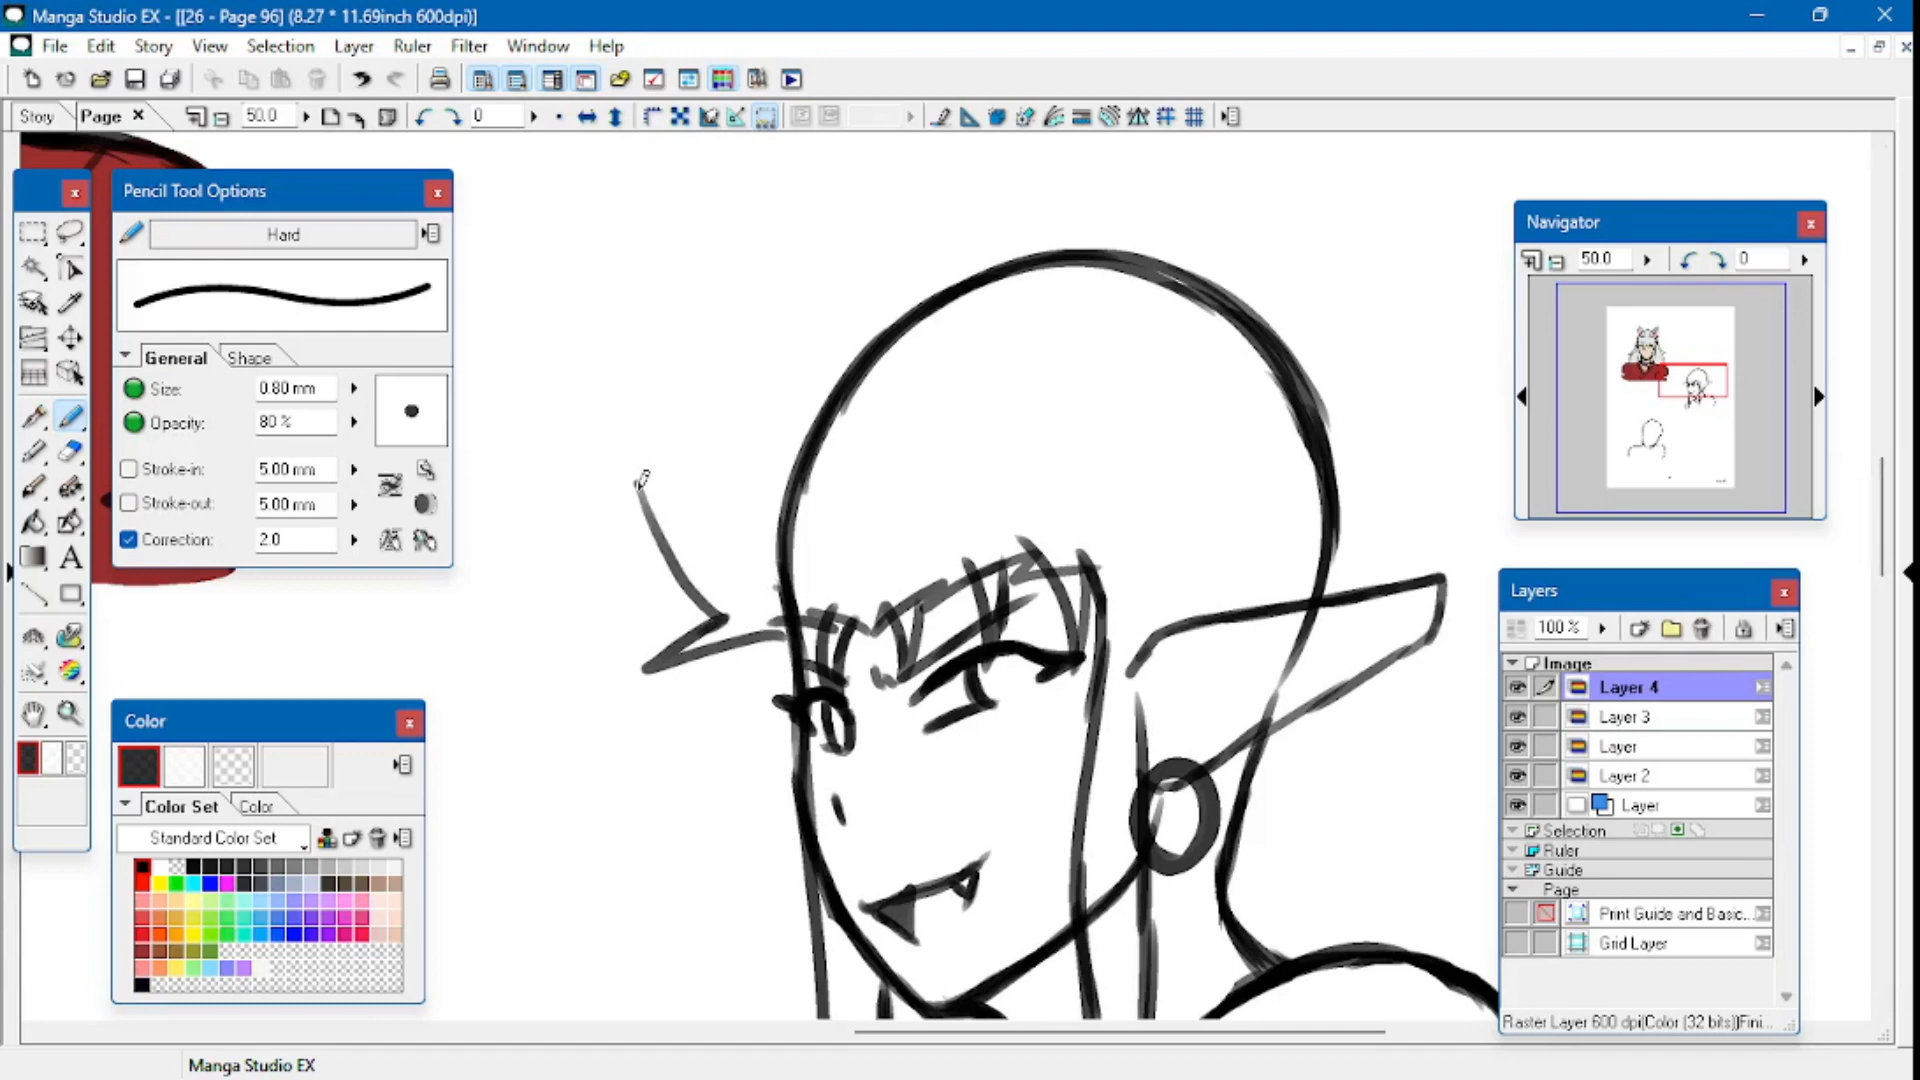 Manga Studio EX - [[26 - Page 96] (8.27 * 11.69inch 600dpi)]
File Edit Story View Selection Layer Ruler Filter Window Help
Story Page 50.0 0
Pencil Tool Options
Hard
General Shape
Size: 0.80 mm
Opacity: 80 %
Stroke-in: 5.00 mm
Stroke-out: 5.00 mm
Correction: 2.0
Color
Color Set Color
Standard Color Set
Navigator
50.0 0
Layers
100 %
Image
Layer 4
Layer 3
Layer
Layer 2
Layer
Selection
Ruler
Guide
Page
Print Guide and Basic...
Grid Layer
Raster Layer 600 dpi(Color (32 bits))Fini...
Manga Studio EX